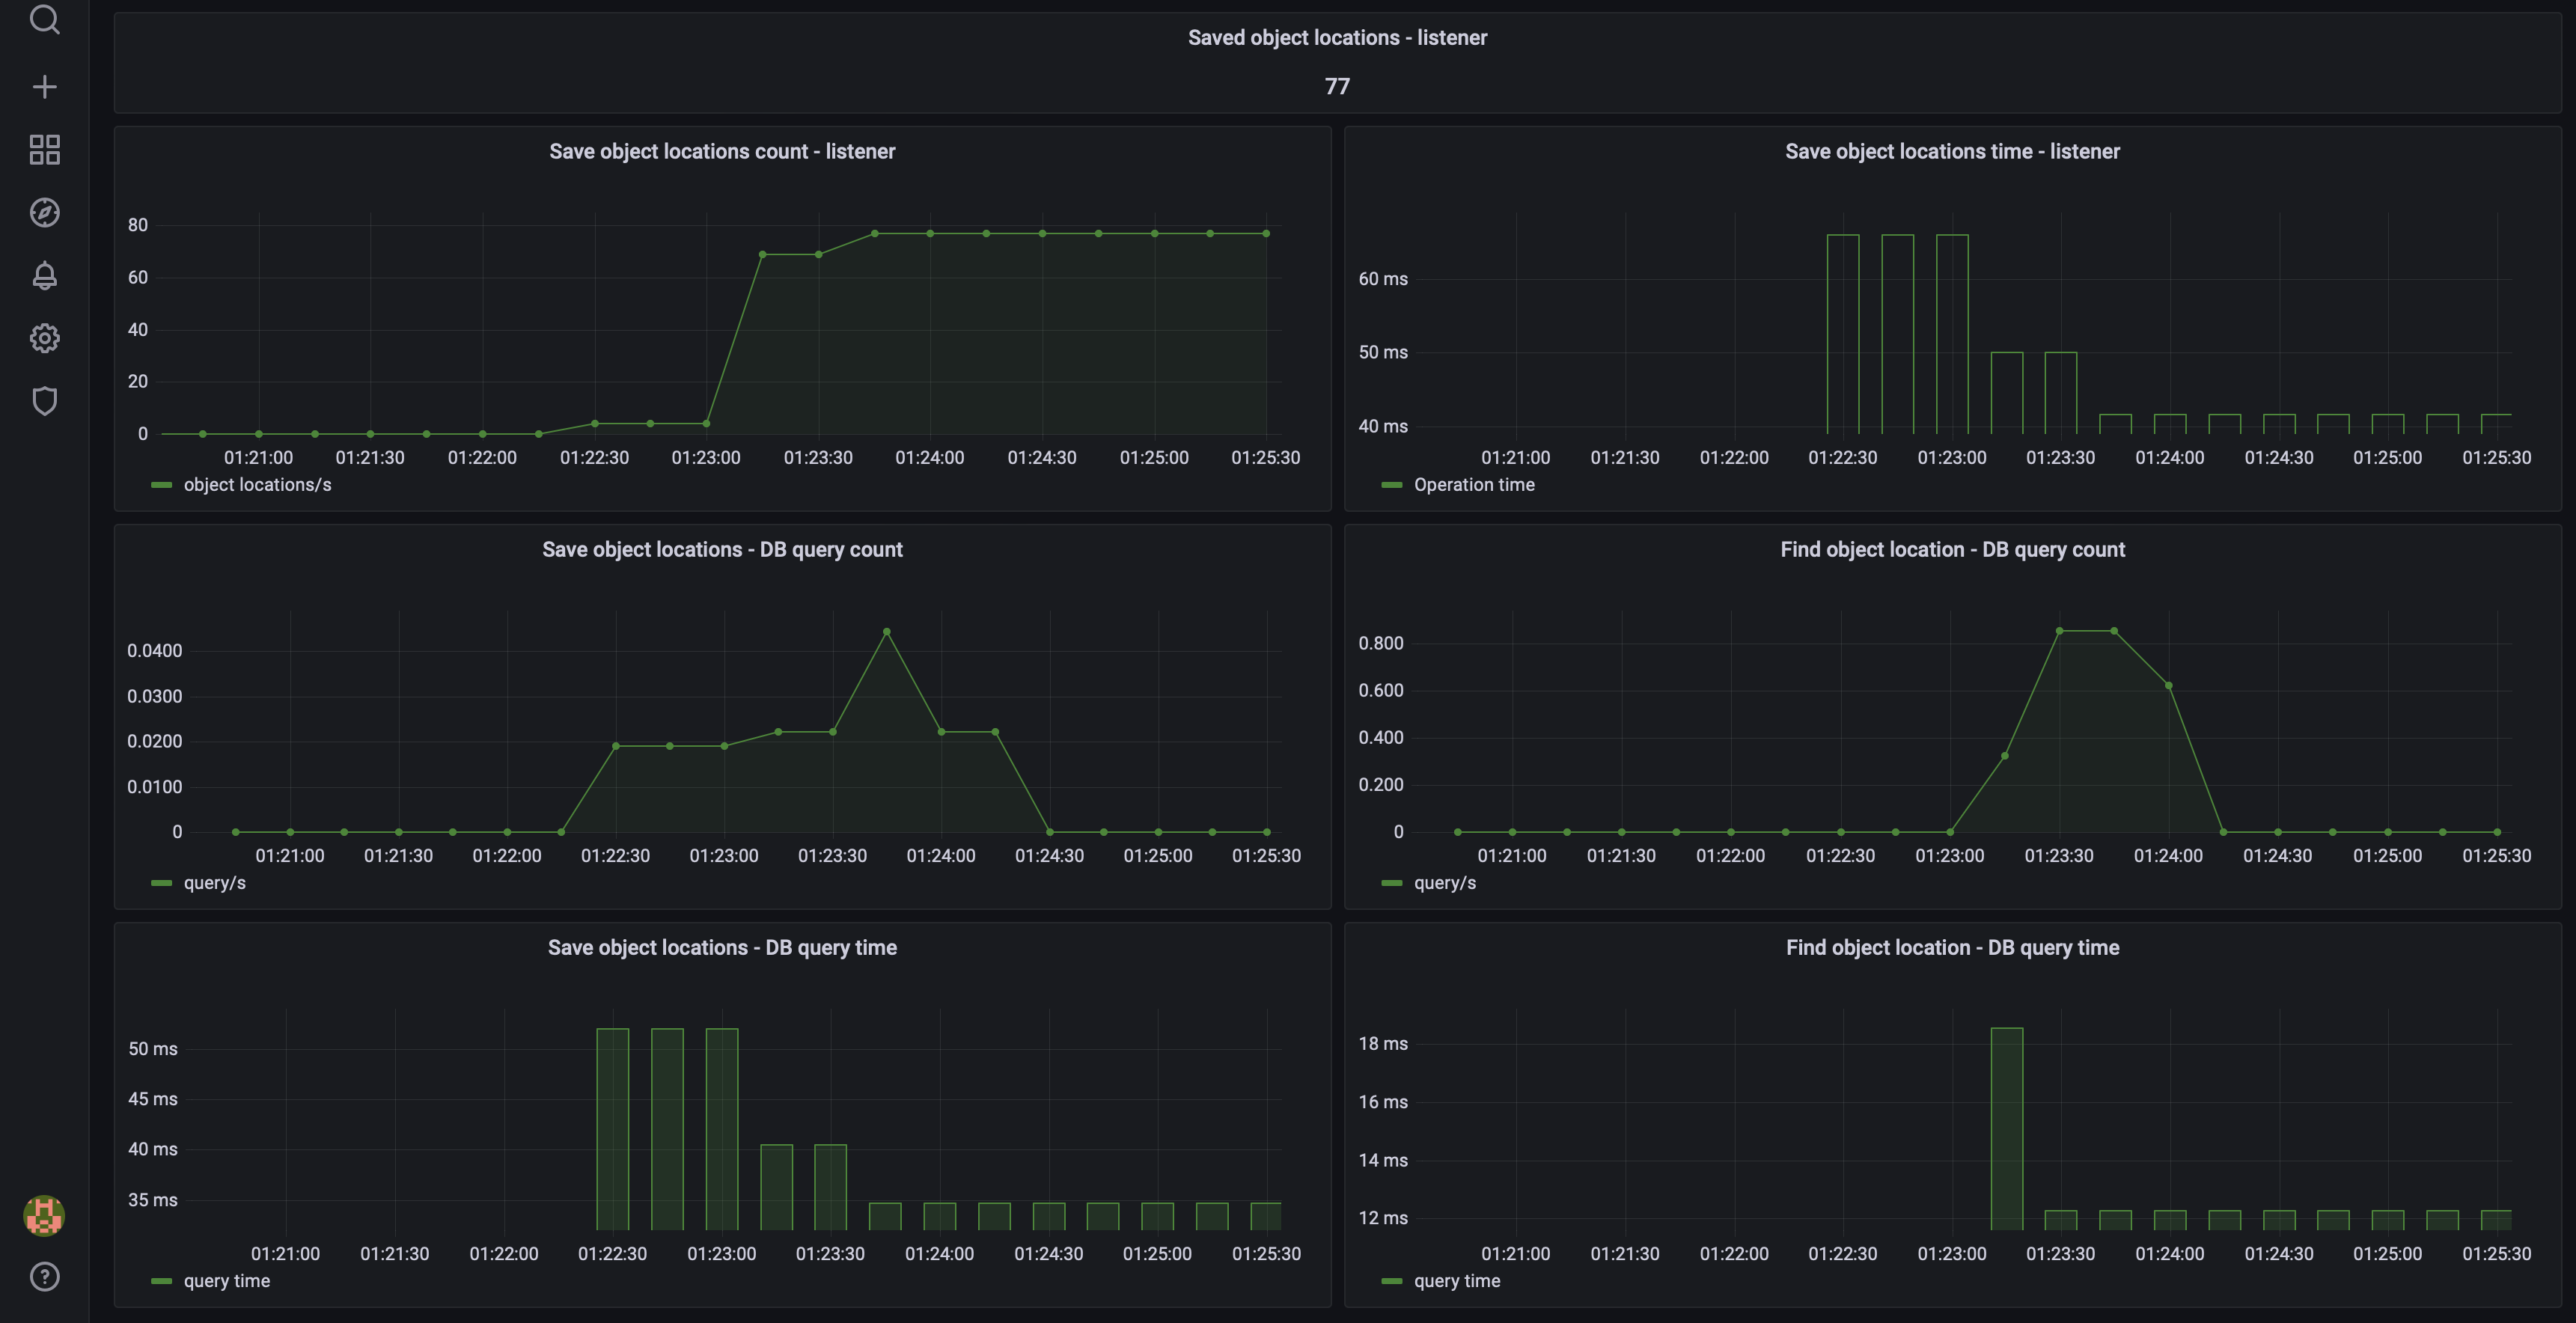 Saved object locations - listener
77
Save object locations count - listener
80
60
40
20
0
01:21:00 01:21:30 01:22:00 01:22:30 01:23:00 01:23:30 01:24:00 01:24:30 01:25:00 01:25:30
object locations/s
Save object locations time - listener
60 ms
50 ms
40 ms
01:21:00 01:21:30 01:22:00 01:22:30 01:23:00 01:23:30 01:24:00 01:24:30 01:25:00 01:25:30
Operation time
Save object locations - DB query count
0.0400
0.0300
0.0200
0.0100
0
01:21:00 01:21:30 01:22:00 01:22:30 01:23:00 01:23:30 01:24:00 01:24:30 01:25:00 01:25:30
query/s
Find object location - DB query count
0.800
0.600
0.400
0.200
0
01:21:00 01:21:30 01:22:00 01:22:30 01:23:00 01:23:30 01:24:00 01:24:30 01:25:00 01:25:30
query/s
Save object locations - DB query time
50 ms
45 ms
40 ms
35 ms
01:21:00 01:21:30 01:22:00 01:22:30 01:23:00 01:23:30 01:24:00 01:24:30 01:25:00 01:25:30
query time
Find object location - DB query time
18 ms
16 ms
14 ms
12 ms
01:21:00 01:21:30 01:22:00 01:22:30 01:23:00 01:23:30 01:24:00 01:24:30 01:25:00 01:25:30
query time